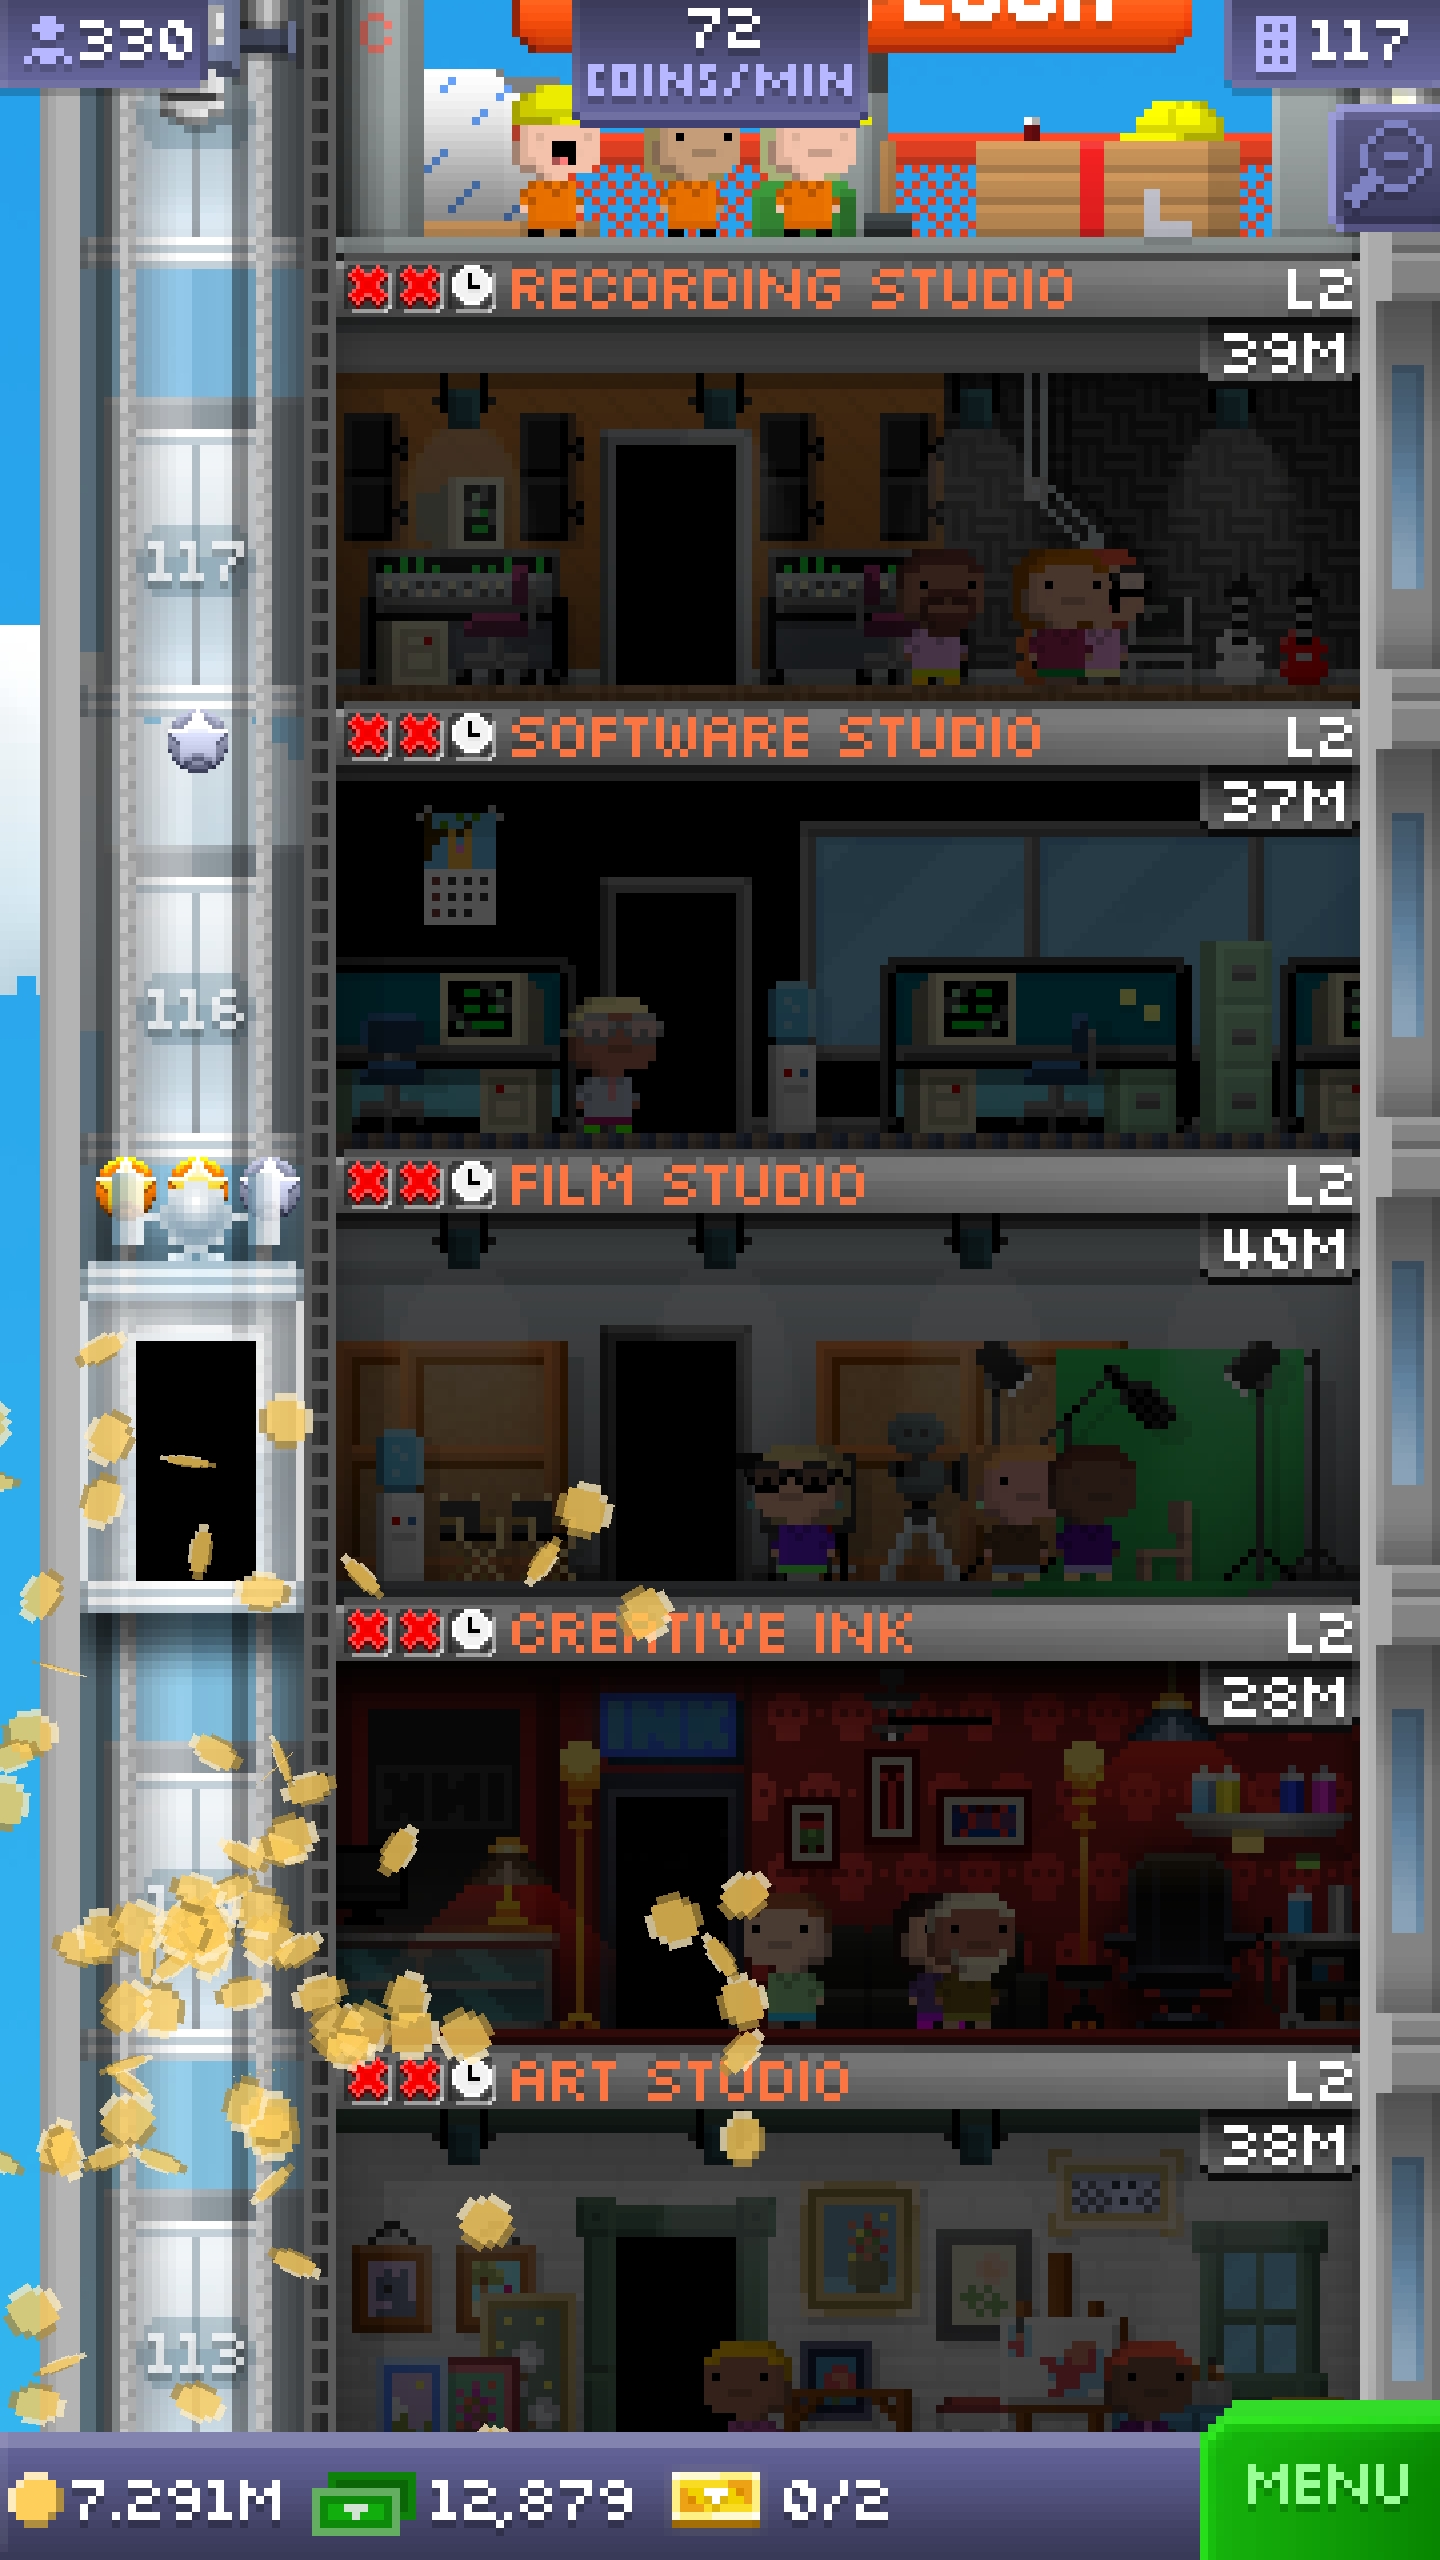 330
72
COINS/MIN
117
RECORDING STUDIO L2
39M
117
SOFTWARE STUDIO L2
37M
116
FILM STUDIO L2
40M
CREATIVE INK L2
28M
INK
ART STUDIO L2
38M
113
7.291M 12,879 0/2
MENU